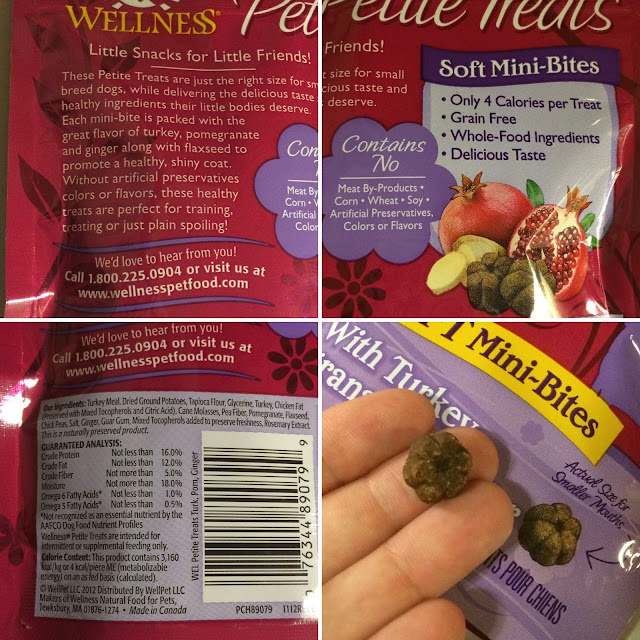 WELLNESS®
Peti
Little Snacks for Little Friends!
These Petite Treats are just the right size for sm
breed dogs, while delivering the delicious taste
healthy ingredients their little bodies deserve.
Each mini-bite is packed with the
great flavor of turkey, pomegranate
and ginger along with flaxseed to
promote a healthy, shiny coat.
Without artificial preservatives
colors or flavors, these healthy
treats are perfect for training,
treating or just plain spoiling!
Con
Meat By
Corn • W
Artificial
Color
We'd love to hear from you!
Call 1.800.225.0904 or visit us at
www.wellnesspetfood.com
Petite Treats
Friends!
t size for small
cious taste and
deserve.
Soft Mini-Bites
• Only 4 Calories per Treat
• Grain Free
• Whole-Food Ingredients
• Delicious Taste
Contains
No
Meat By-Products •
Corn • Wheat • Soy •
Artificial Preservatives,
Colors or Flavors
We'd love to hear from you!
Call 1.800.225.0904 or visit us at
www.wellnesspetfood.com
Our Ingredients: Turkey Meal, Dried Ground Potatoes, Tapioca Flour, Glycerine, Turkey, Chicken Fat
(Preserved with Mixed Tocopherols and Citric Acid), Cane Molasses, Pea Fiber, Pomegranate, Flaxseed,
Chick Peas, Salt, Ginger, Guar Gum, Mixed Tocopherols added to preserve freshness, Rosemary Extract.
This is a naturally preserved product.
GUARANTEED ANALYSIS:
Crude Protein Not less than 16.0%
Crude Fat Not less than 12.0%
Crude Fiber Not more than 5.0%
Moisture Not more than 18.0%
Omega 6 Fatty Acids* Not less than 1.0%
Omega 3 Fatty Acids* Not less than 0.5%
*Not recognized as an essential nutrient by the
AAFCO Dog Food Nutrient Profiles
Wellness® Petite Treats are intended for
intermittent or supplemental feeding only.
Calorie Content: This product contains 3,160
kcal/kg or 4 kcal/piece ME (metabolizable
energy) on an as fed basis (calculated).
© WellPet LLC 2012 Distributed By WellPet LLC
Makers of Wellness Natural Food for Pets,
Tewksbury, MA 01876-1274 • Made in Canada
WEL Petite Treats Turk, Pom, Ginger
76344 89079 9
PCH89079
FT Mini-Bites
With Turkey
Actual Size for
Smaller Mouths
TS POUR CHIENS